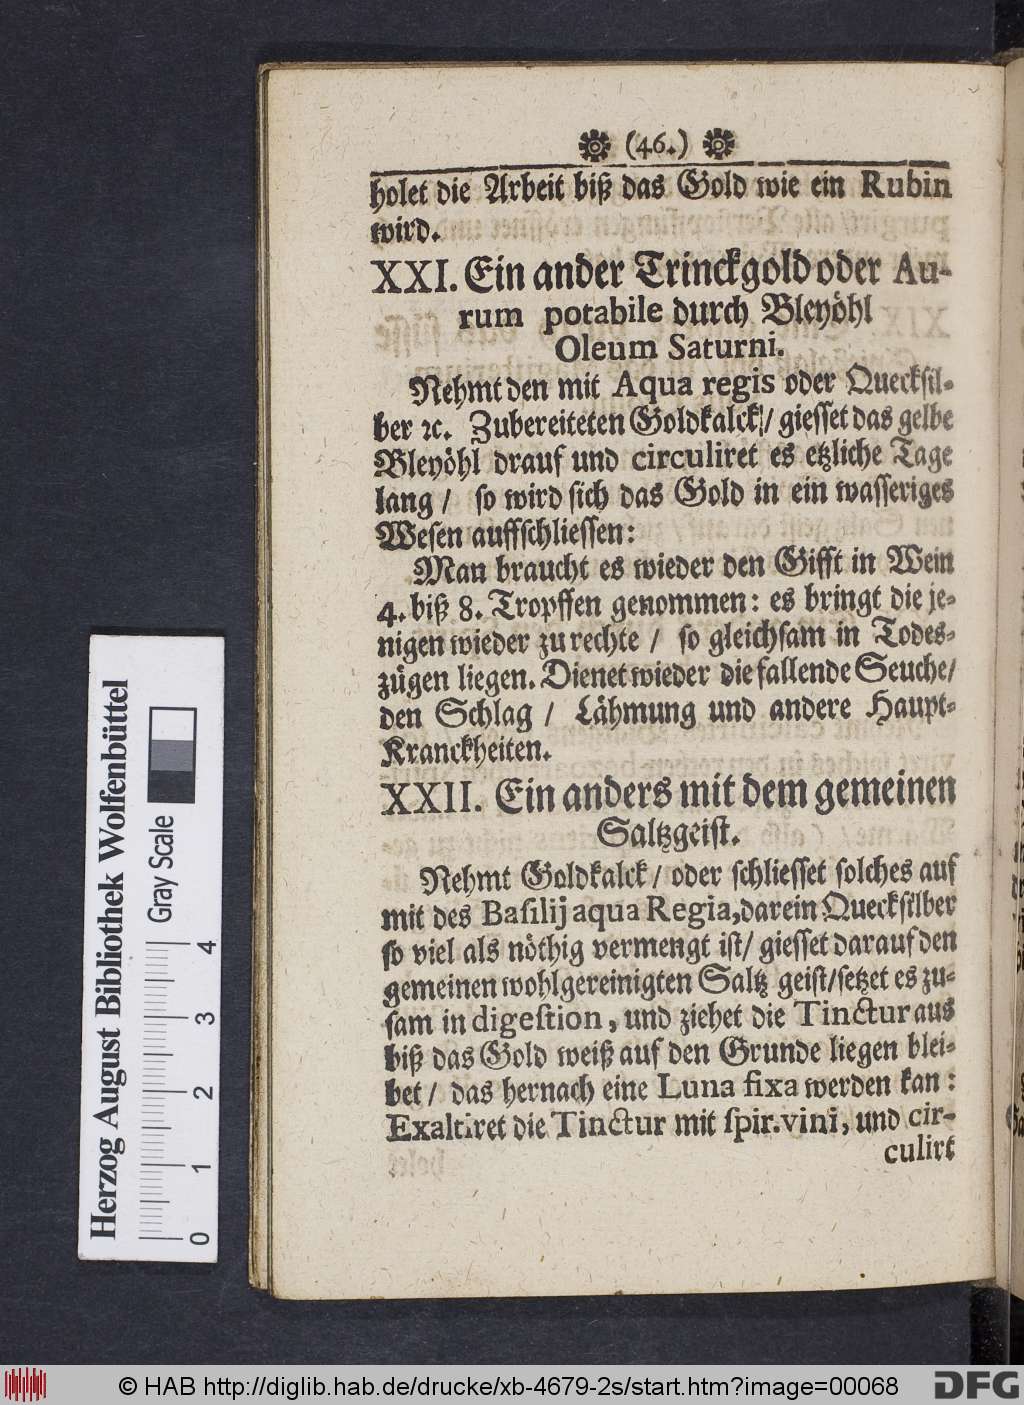 (46.)
holet die Arbeit biß das Gold wie ein Rubin
wird.
XXI. Ein ander Trinckgold oder Au-
rum potabile durch Bleyöhl
Oleum Saturni.
Nehmt den mit Aqua regis oder Quecksil-
ber ꝛc. Zubereiteten Goldkalck/ giesset das gelbe
Bleyöhl drauf und circuliret es etzliche Tage
lang / so wird sich das Gold in ein wasseriges
Wesen auffschliessen:
Man braucht es wieder den Gifft in Wein
4. biß 8. Tropffen genommen: es bringt die je-
nigen wieder zu rechte / so gleichsam in Todes-
zügen liegen. Dienet wieder die fallende Seuche/
den Schlag / Lähmung und andere Haupt-
Kranckheiten.
XXII. Ein anders mit dem gemeinen
Saltzgeist.
Nehmt Goldkalck / oder schliesset solches auf
mit des Basilij aqua Regia, darein Quecksilber
so viel als nöthig vermengt ist/ giesset darauf den
gemeinen wohlgereinigten Saltz geist/setzet es zu-
sam in digestion, und ziehet die Tinctur aus
biß das Gold weiß auf den Grunde liegen blei-
bet / das hernach eine Luna fixa werden kan:
Exaltiret die Tinctur mit spir. vini, und cir-
culirt
Herzog August Bibliothek Wolfenbüttel
Gray Scale
0 1 2 3 4
© HAB http://diglib.hab.de/drucke/xb-4679-2s/start.htm?image=00068
DFG